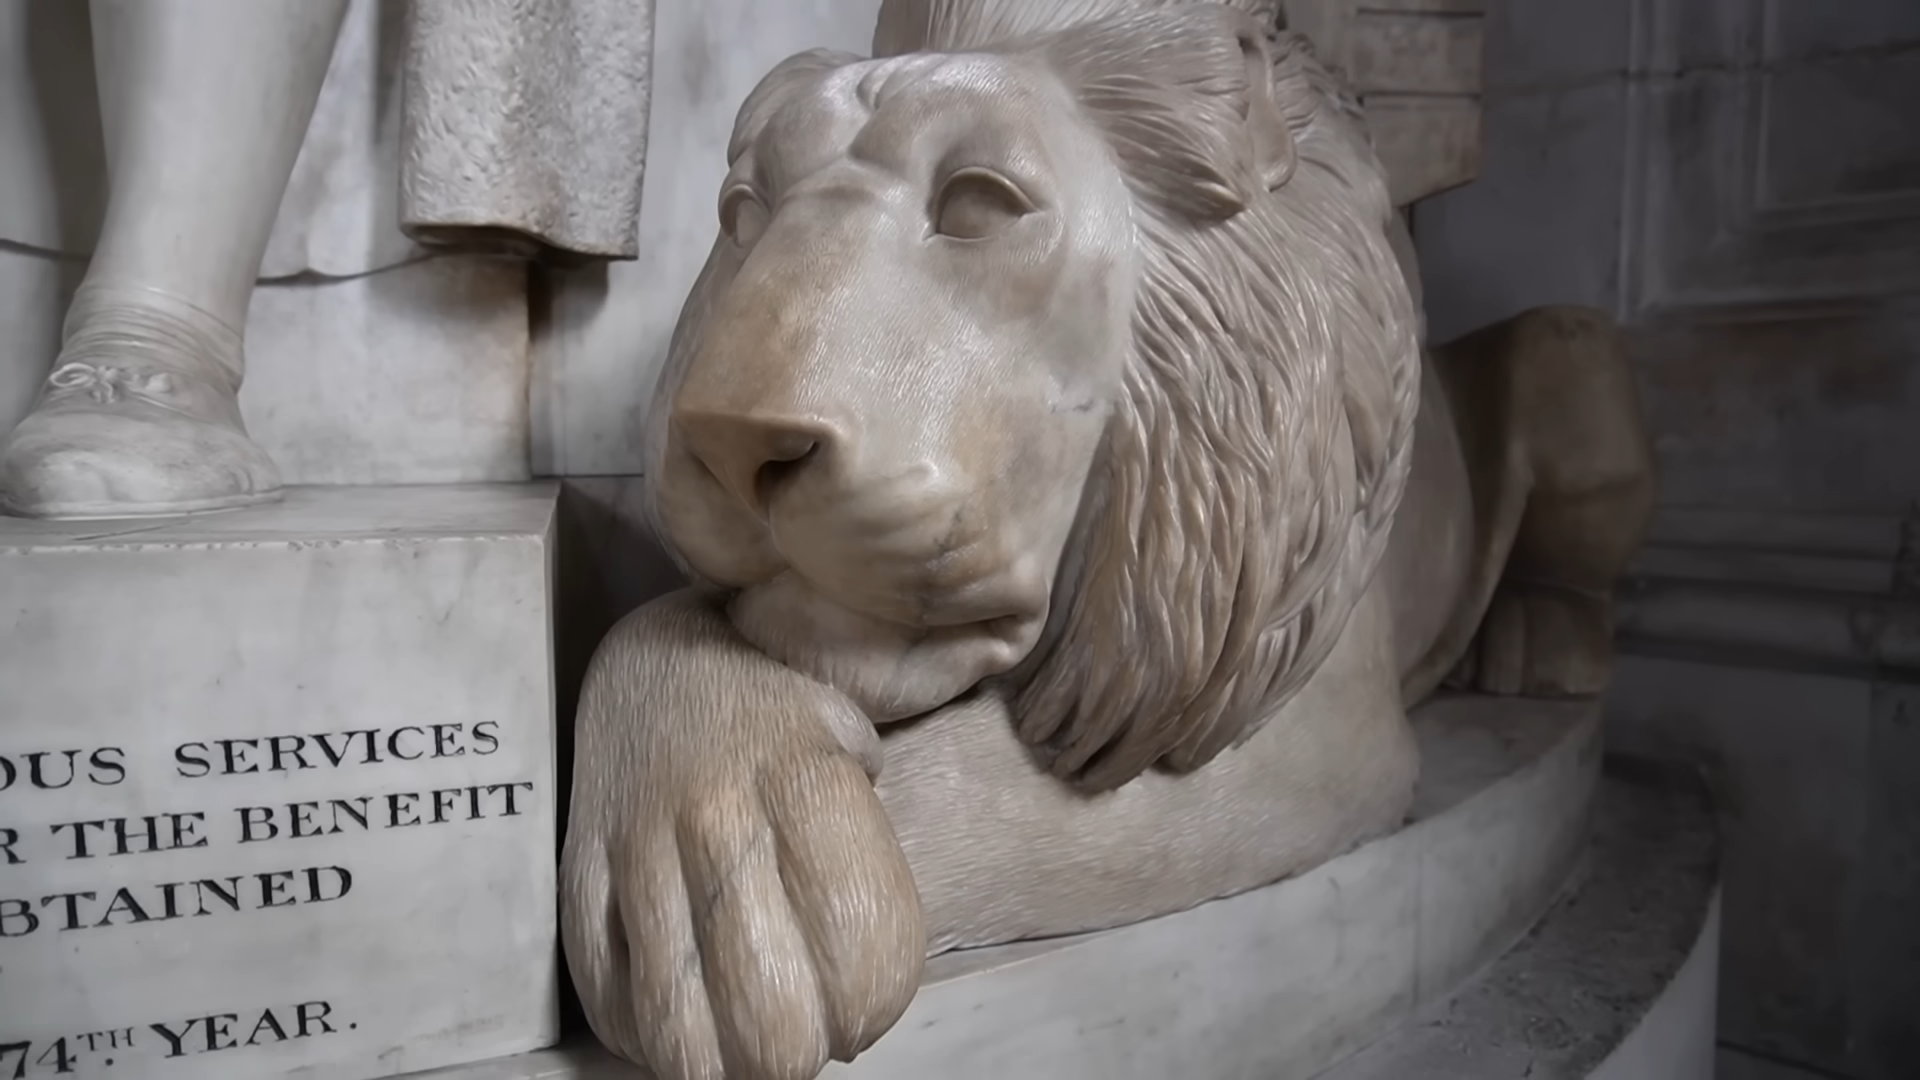 OUS SERVICES
R THE BENEFIT
BTAINED
74TH YEAR.